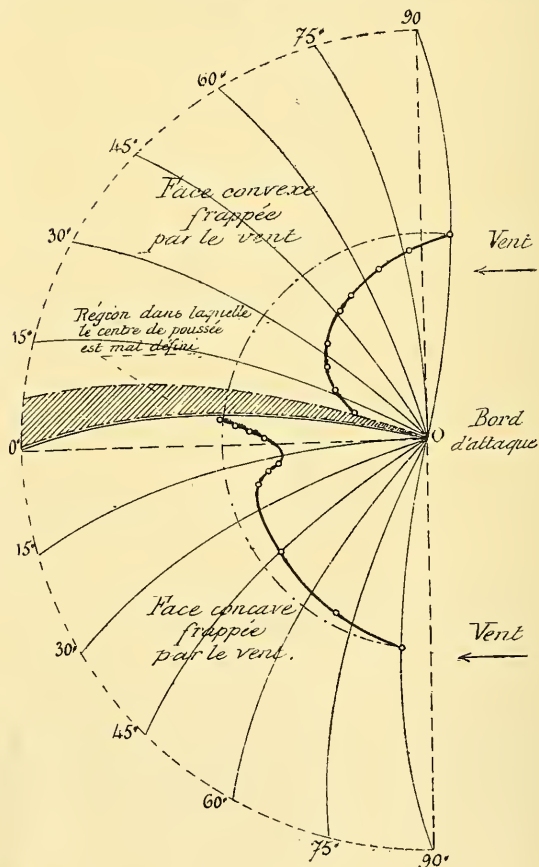 90
75°
60°
45°
30°
15°
0°
15°
30°
45°
60°
75°
90°
Face convexe
frappée
par le vent
Vent
Région dans laquelle
le centre de poussée
est mal défini
O
Bord
d'attaque
Face concave
frappée
par le vent.
Vent